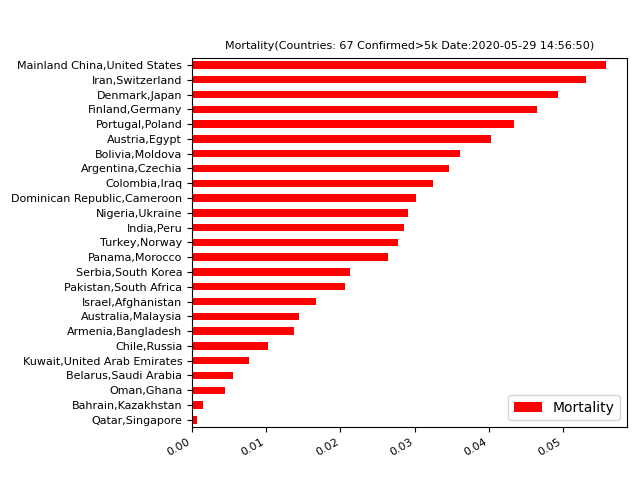 Mortality(Countries: 67 Confirmed>5k Date:2020-05-29 14:56:50)
Mainland China,United States
Iran,Switzerland
Denmark,Japan
Finland,Germany
Portugal,Poland
Austria,Egypt
Bolivia,Moldova
Argentina,Czechia
Colombia,Iraq
Dominican Republic,Cameroon
Nigeria,Ukraine
India,Peru
Turkey,Norway
Panama,Morocco
Serbia,South Korea
Pakistan,South Africa
Israel,Afghanistan
Australia,Malaysia
Armenia,Bangladesh
Chile,Russia
Kuwait,United Arab Emirates
Belarus,Saudi Arabia
Oman,Ghana
Bahrain,Kazakhstan
Qatar,Singapore
Mortality
0.00
0.01
0.02
0.03
0.04
0.05